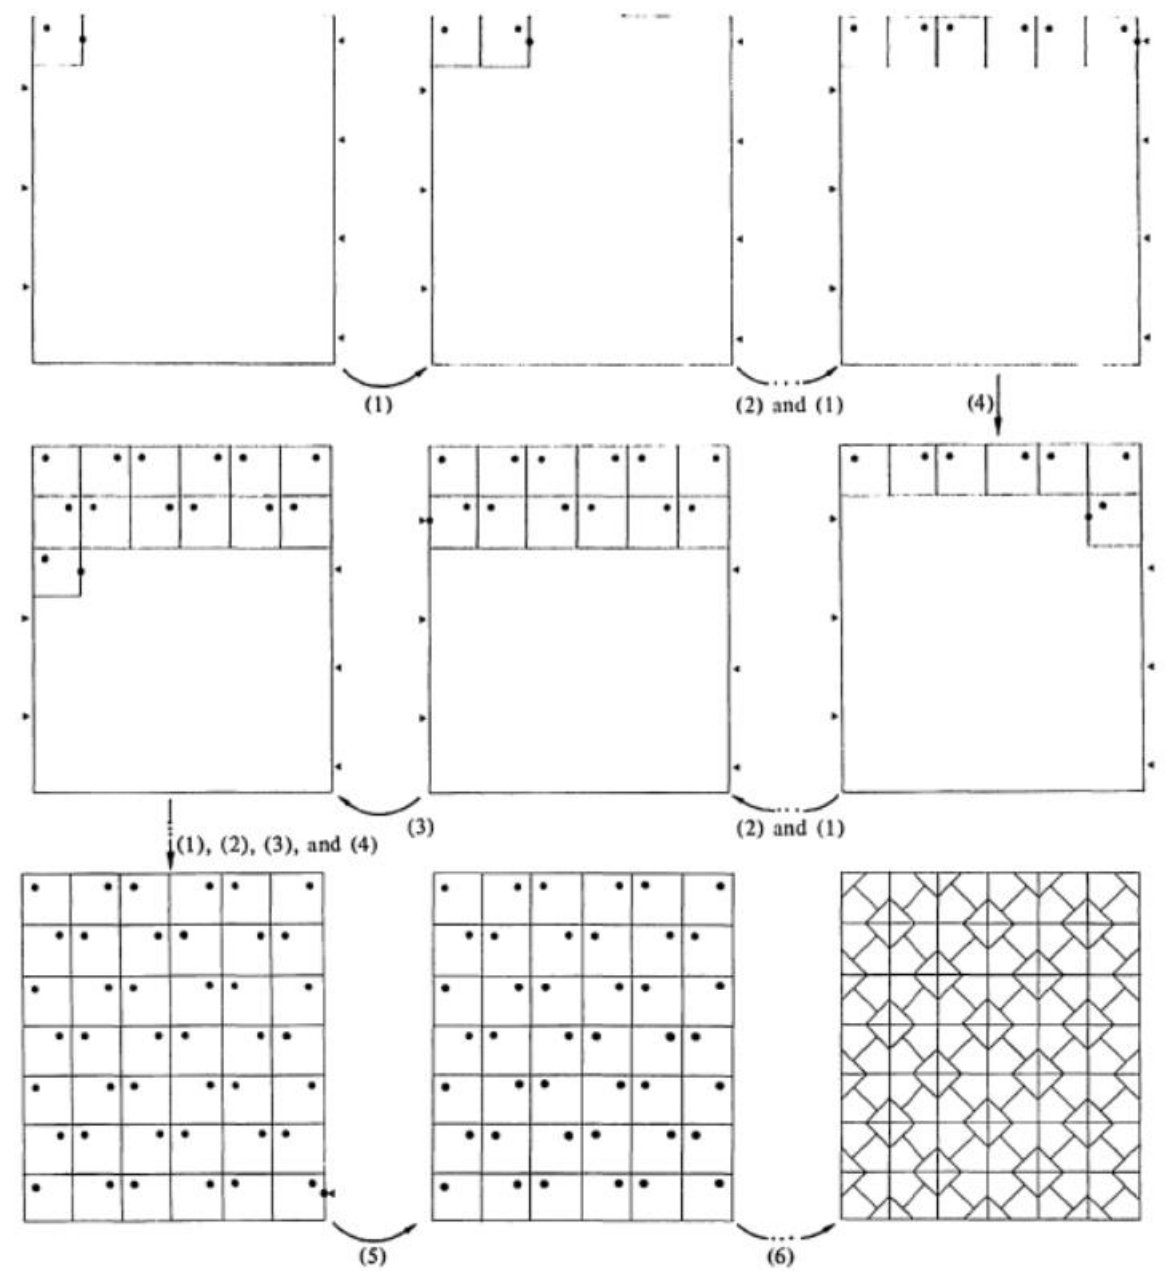 (1)
(2) and (1)
(4)
(3)
(2) and (1)
(1), (2), (3), and (4)
(5)
(6)